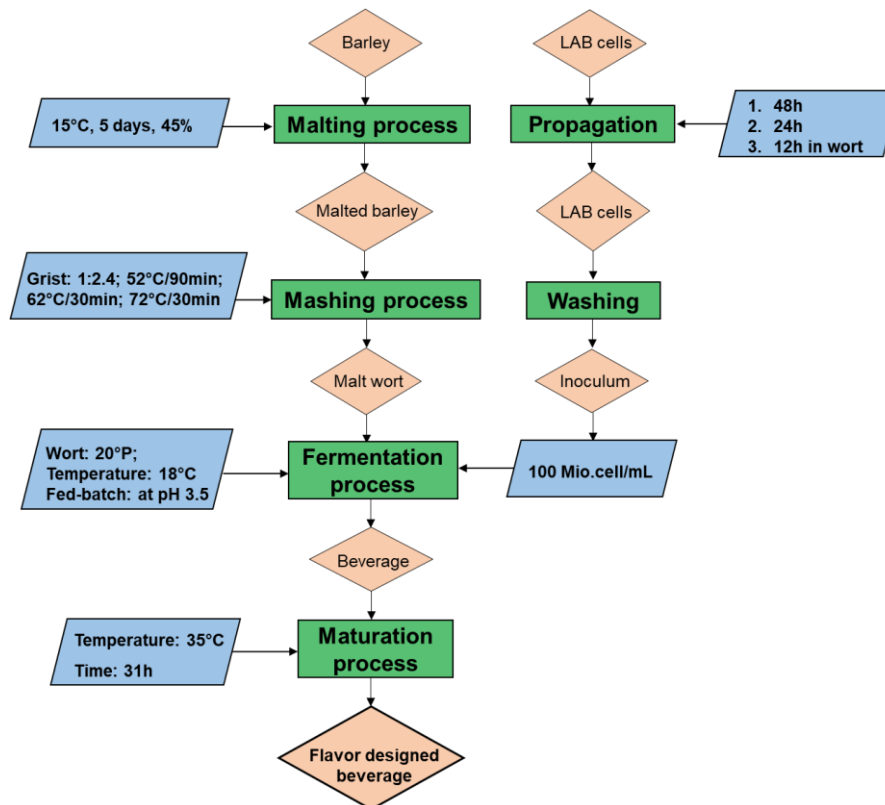 Barley
LAB cells
15°C, 5 days, 45%
Malting process
Propagation
1. 48h
2. 24h
3. 12h in wort
Malted barley
LAB cells
Grist: 1:2.4; 52°C/90min;
62°C/30min; 72°C/30min
Mashing process
Washing
Malt wort
Inoculum
Wort: 20°P;
Temperature: 18°C
Fed-batch: at pH 3.5
Fermentation
process
100 Mio.cell/mL
Beverage
Temperature: 35°C
Time: 31h
Maturation
process
Flavor designed
beverage